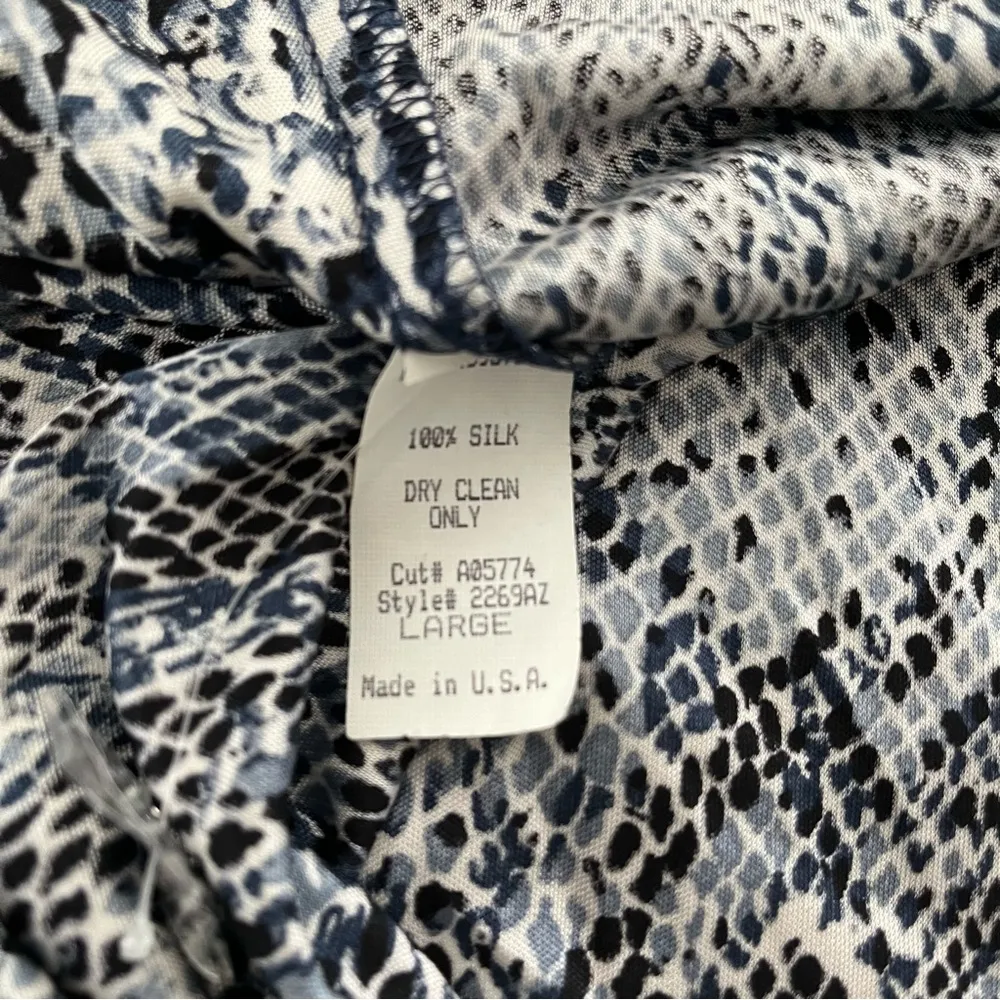 100% SILK
DRY CLEAN
ONLY
Cut# A05774
Style# 2269AZ
LARGE
Made in U.S.A.